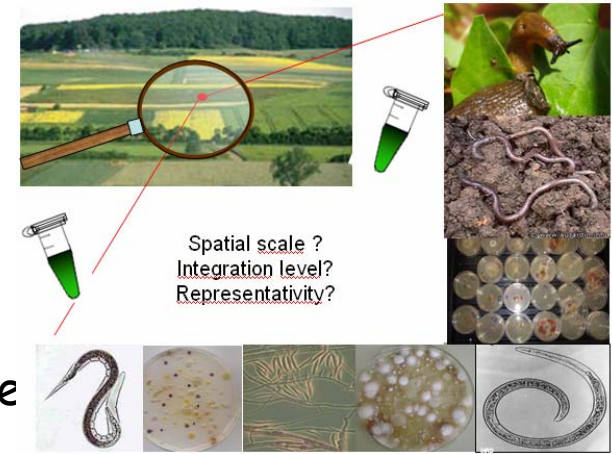 Spatial scale ?
Integration level?
Representativity?
e